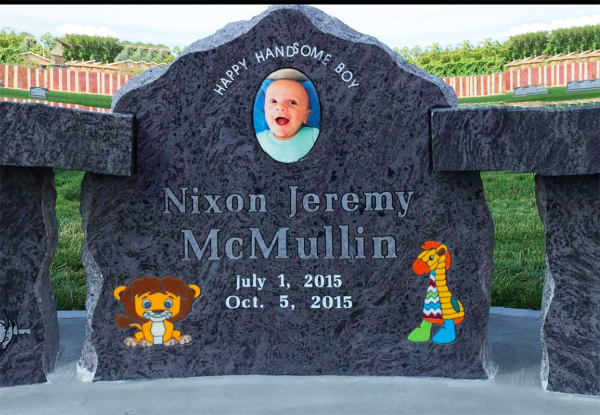 HAPPY HANDSOME BOY
Nixon Jeremy
McMullin
July 1, 2015
Oct. 5, 2015